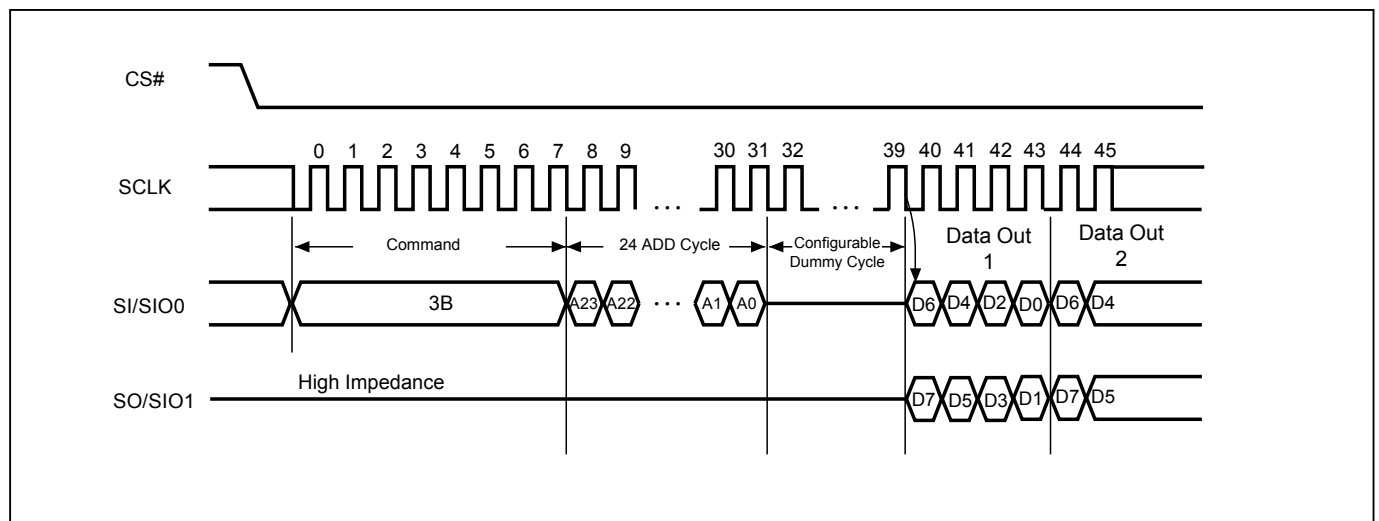 CS#
0 1 2 3 4 5 6 7 8 9 30 31 32 39 40 41 42 43 44 45
SCLK
... ...
Command 24 ADD Cycle Configurable Dummy Cycle Data Out 1 Data Out 2
SI/SIO0 3B A23 A22 ... A1 A0 D6 D4 D2 D0 D6 D4
High Impedance
SO/SIO1 D7 D5 D3 D1 D7 D5